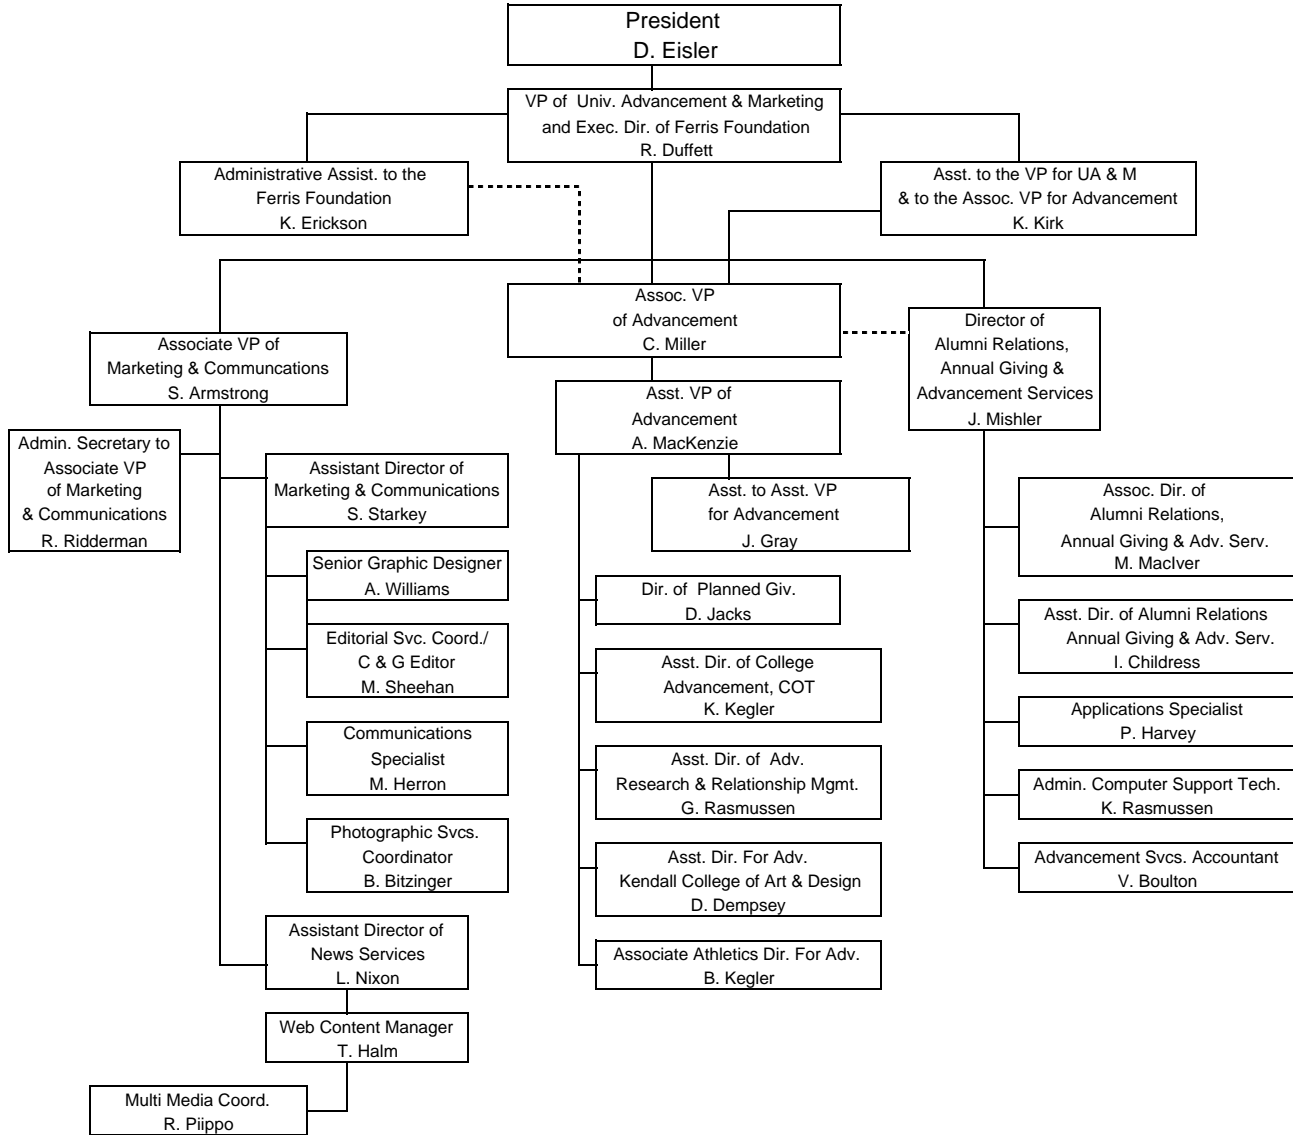 President
D. Eisler
VP of Univ. Advancement & Marketing
and Exec. Dir. of Ferris Foundation
R. Duffett
Administrative Assist. to the
Ferris Foundation
K. Erickson
Asst. to the VP for UA & M
& to the Assoc. VP for Advancement
K. Kirk
Assoc. VP
of Advancement
C. Miller
Director of
Alumni Relations,
Annual Giving &
Advancement Services
J. Mishler
Associate VP of
Marketing & Communcations
S. Armstrong
Asst. VP of
Advancement
A. MacKenzie
Admin. Secretary to
Associate VP
of Marketing
& Communications
R. Ridderman
Assistant Director of
Marketing & Communications
S. Starkey
Asst. to Asst. VP
for Advancement
J. Gray
Assoc. Dir. of
Alumni Relations,
Annual Giving & Adv. Serv.
M. MacIver
Senior Graphic Designer
A. Williams
Dir. of Planned Giv.
D. Jacks
Asst. Dir. of Alumni Relations
Annual Giving & Adv. Serv.
I. Childress
Editorial Svc. Coord./
C & G Editor
M. Sheehan
Asst. Dir. of College
Advancement, COT
K. Kegler
Applications Specialist
P. Harvey
Communications
Specialist
M. Herron
Asst. Dir. of Adv.
Research & Relationship Mgmt.
G. Rasmussen
Admin. Computer Support Tech.
K. Rasmussen
Photographic Svcs.
Coordinator
B. Bitzinger
Asst. Dir. For Adv.
Kendall College of Art & Design
D. Dempsey
Advancement Svcs. Accountant
V. Boulton
Assistant Director of
News Services
L. Nixon
Associate Athletics Dir. For Adv.
B. Kegler
Web Content Manager
T. Halm
Multi Media Coord.
R. Piippo